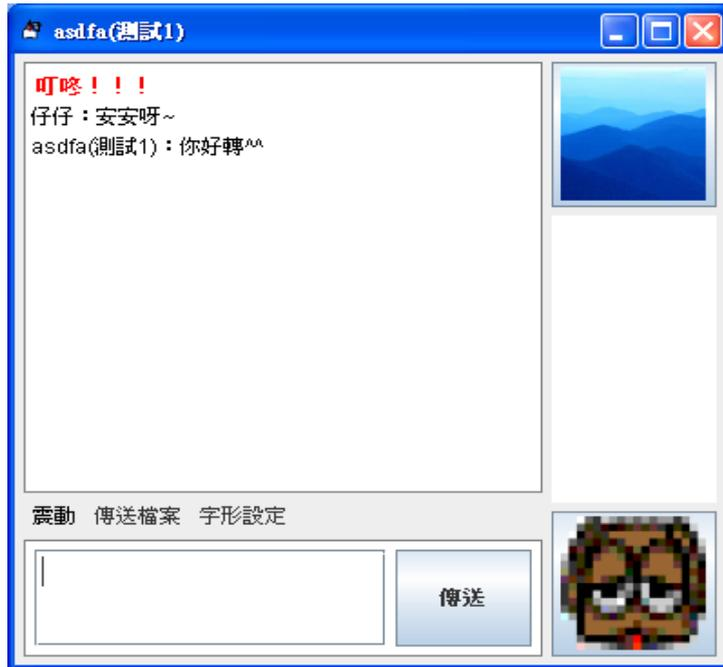 asdfa(測試1)
叮咚！！！
仔仔：安安呀~
asdfa(測試1)：你好轉^^
震動 傳送檔案 字形設定
傳送